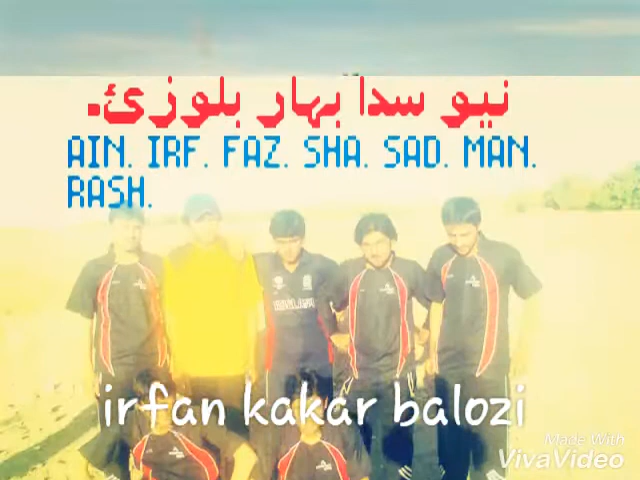 نیو سدا بہار بلوزئ۔
AIN. IRF. FAZ. SHA. SAD. MAN.
RASH.
irfan kakar balozi
Made With
VivaVideo